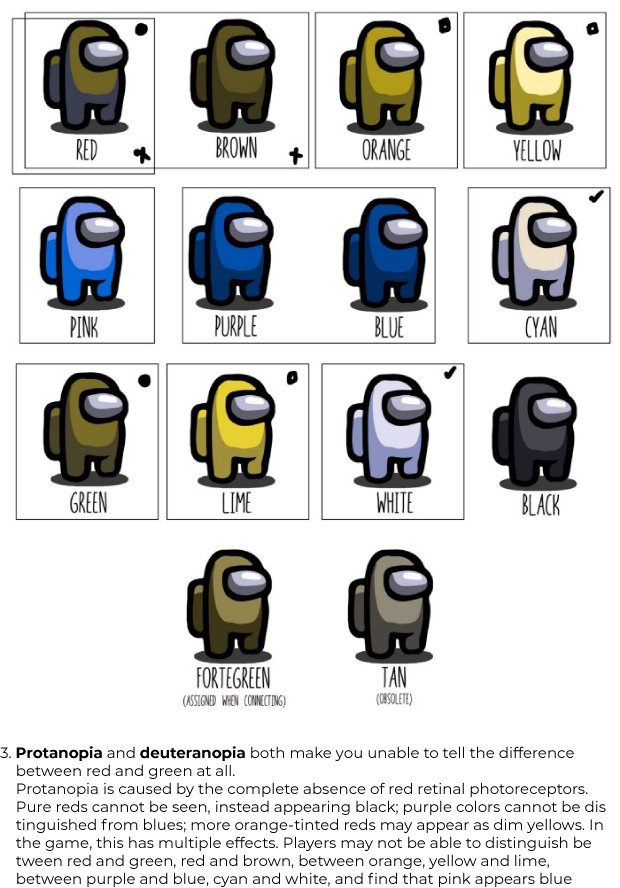 RED
BROWN
ORANGE
YELLOW
PINK
PURPLE
BLUE
CYAN
GREEN
LIME
WHITE
BLACK
FORTEGREEN
(ASSIGNED WHEN CONNECTING)
TAN
(OBSOLETE)
3. Protanopia and deuteranopia both make you unable to tell the difference
between red and green at all.
Protanopia is caused by the complete absence of red retinal photoreceptors.
Pure reds cannot be seen, instead appearing black; purple colors cannot be dis
tinguished from blues; more orange-tinted reds may appear as dim yellows. In
the game, this has multiple effects. Players may not be able to distinguish be
tween red and green, red and brown, between orange, yellow and lime,
between purple and blue, cyan and white, and find that pink appears blue